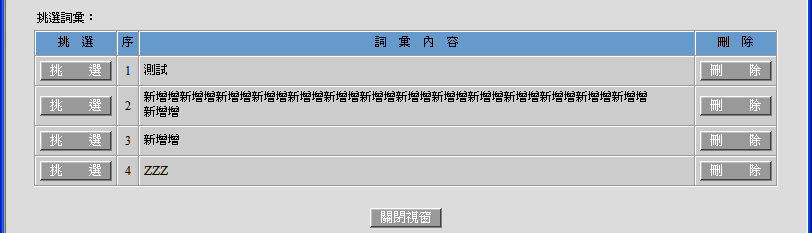 挑選詞彙：
挑 選 序 詞 彙 內 容 刪 除
挑 選 1 測試 刪 除
挑 選 2 新增增新增增新增增新增增新增增新增增新增增新增增新增增新增增新增增新增增新增增新增增 刪 除
新增增
挑 選 3 新增增 刪 除
挑 選 4 ZZZ 刪 除
關閉視窗